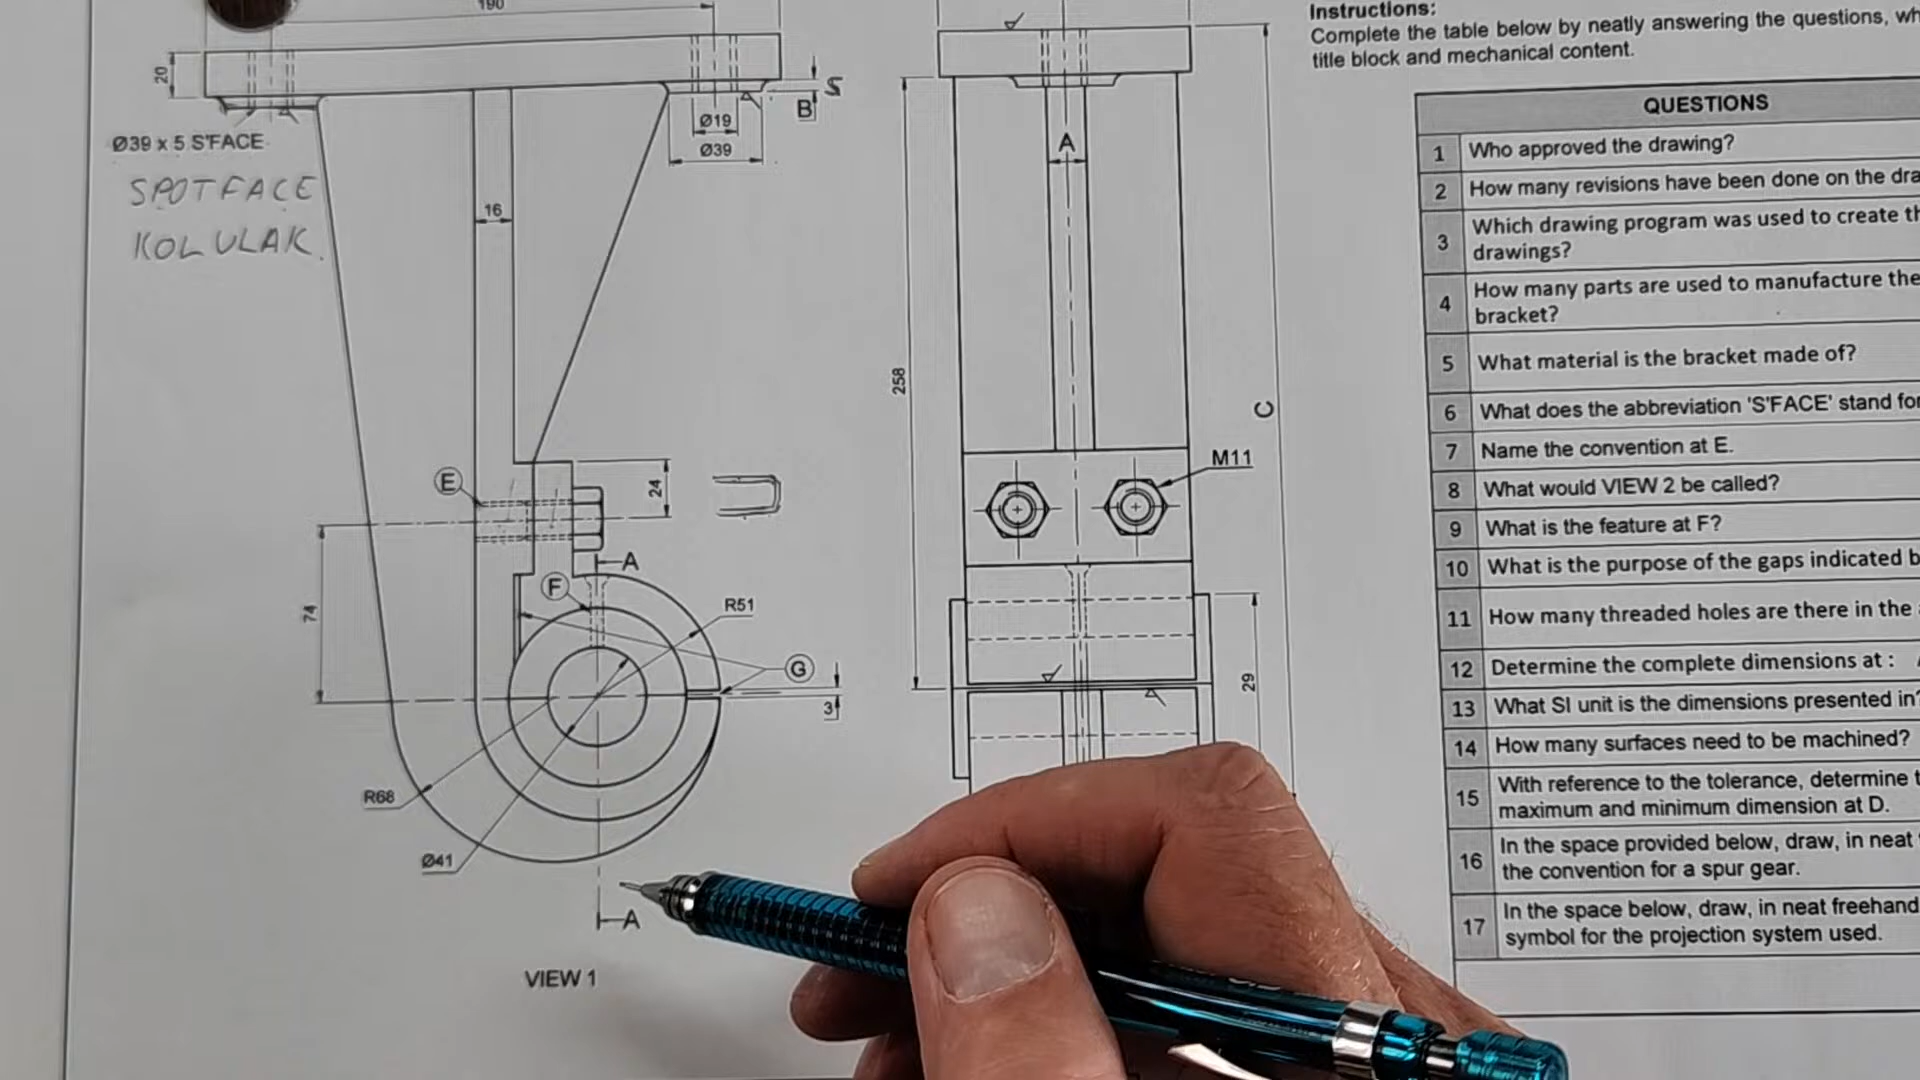 190
20
S
B
Ø19
Ø39
Ø39 x 5 S'FACE
SPOTFACE
KOLULAK.
16
E
24
A
F
R51
74
G
3
R68
Ø41
A
VIEW 1
A
258
C
M11
29
Instructions:
Complete the table below by neatly answering the questions,
title block and mechanical content.
QUESTIONS
1 Who approved the drawing?
2 How many revisions have been done on the
3 Which drawing program was used to create
drawings?
4 How many parts are used to manufacture the
bracket?
5 What material is the bracket made of?
6 What does the abbreviation 'S'FACE' stand
7 Name the convention at E.
8 What would VIEW 2 be called?
9 What is the feature at F?
10 What is the purpose of the gaps indicated
11 How many threaded holes are there in the
12 Determine the complete dimensions at :
13 What SI unit is the dimensions presented in?
14 How many surfaces need to be machined?
15 With reference to the tolerance, determine
maximum and minimum dimension at D.
16 In the space provided below, draw, in neat
the convention for a spur gear.
17 In the space below, draw, in neat freehand
symbol for the projection system used.